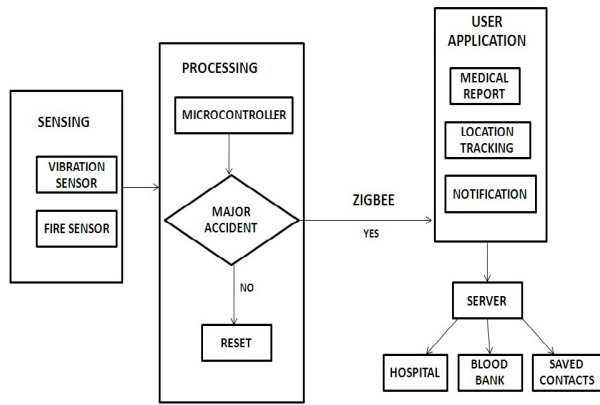 SENSING
VIBRATION
SENSOR
FIRE SENSOR
PROCESSING
MICROCONTROLLER
MAJOR
ACCIDENT
NO
RESET
ZIGBEE
YES
USER
APPLICATION
MEDICAL
REPORT
LOCATION
TRACKING
NOTIFICATION
SERVER
HOSPITAL
BLOOD
BANK
SAVED
CONTACTS